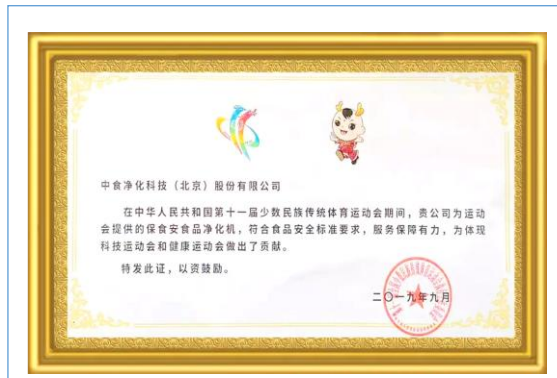 中食净化科技（北京）股份有限公司
在中华人民共和国第十一届少数民族传统体育运动会期间，贵公司为运动
会提供的保食安食品净化机，符合食品安全标准要求，服务保障有力，为体现
科技运动会和健康运动会做出了贡献。
特发此证，以资鼓励。
二〇一九年九月